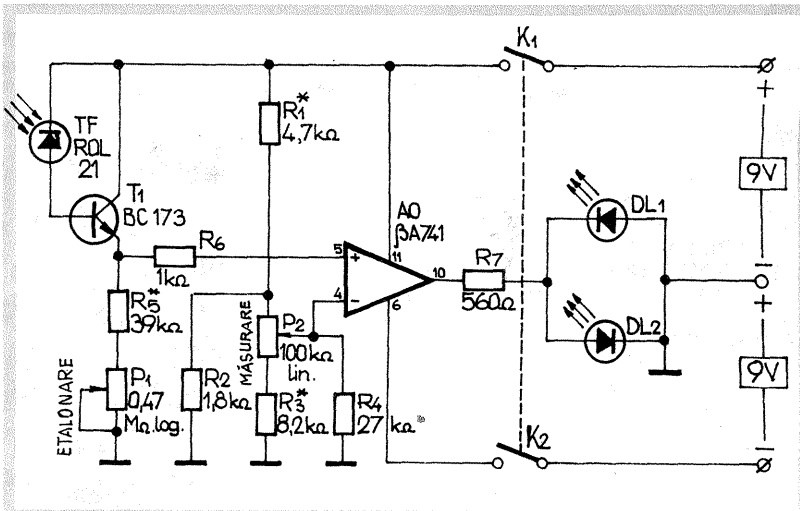 K1
TF
ROL
21
R1*
4,7kΩ
+
9V
T1
BC 173
AO
βA741
DL1
R6
1kΩ
5
+
11
10
R7
560Ω
4
−
6
−
+
R5*
39kΩ
MĂSURARE
P2
100kΩ
lin.
DL2
ETALONARE
P1
0,47
MΩ.log.
R2
1,8kΩ
R3*
8,2kΩ
R4
27 kΩ
9V
K2
−